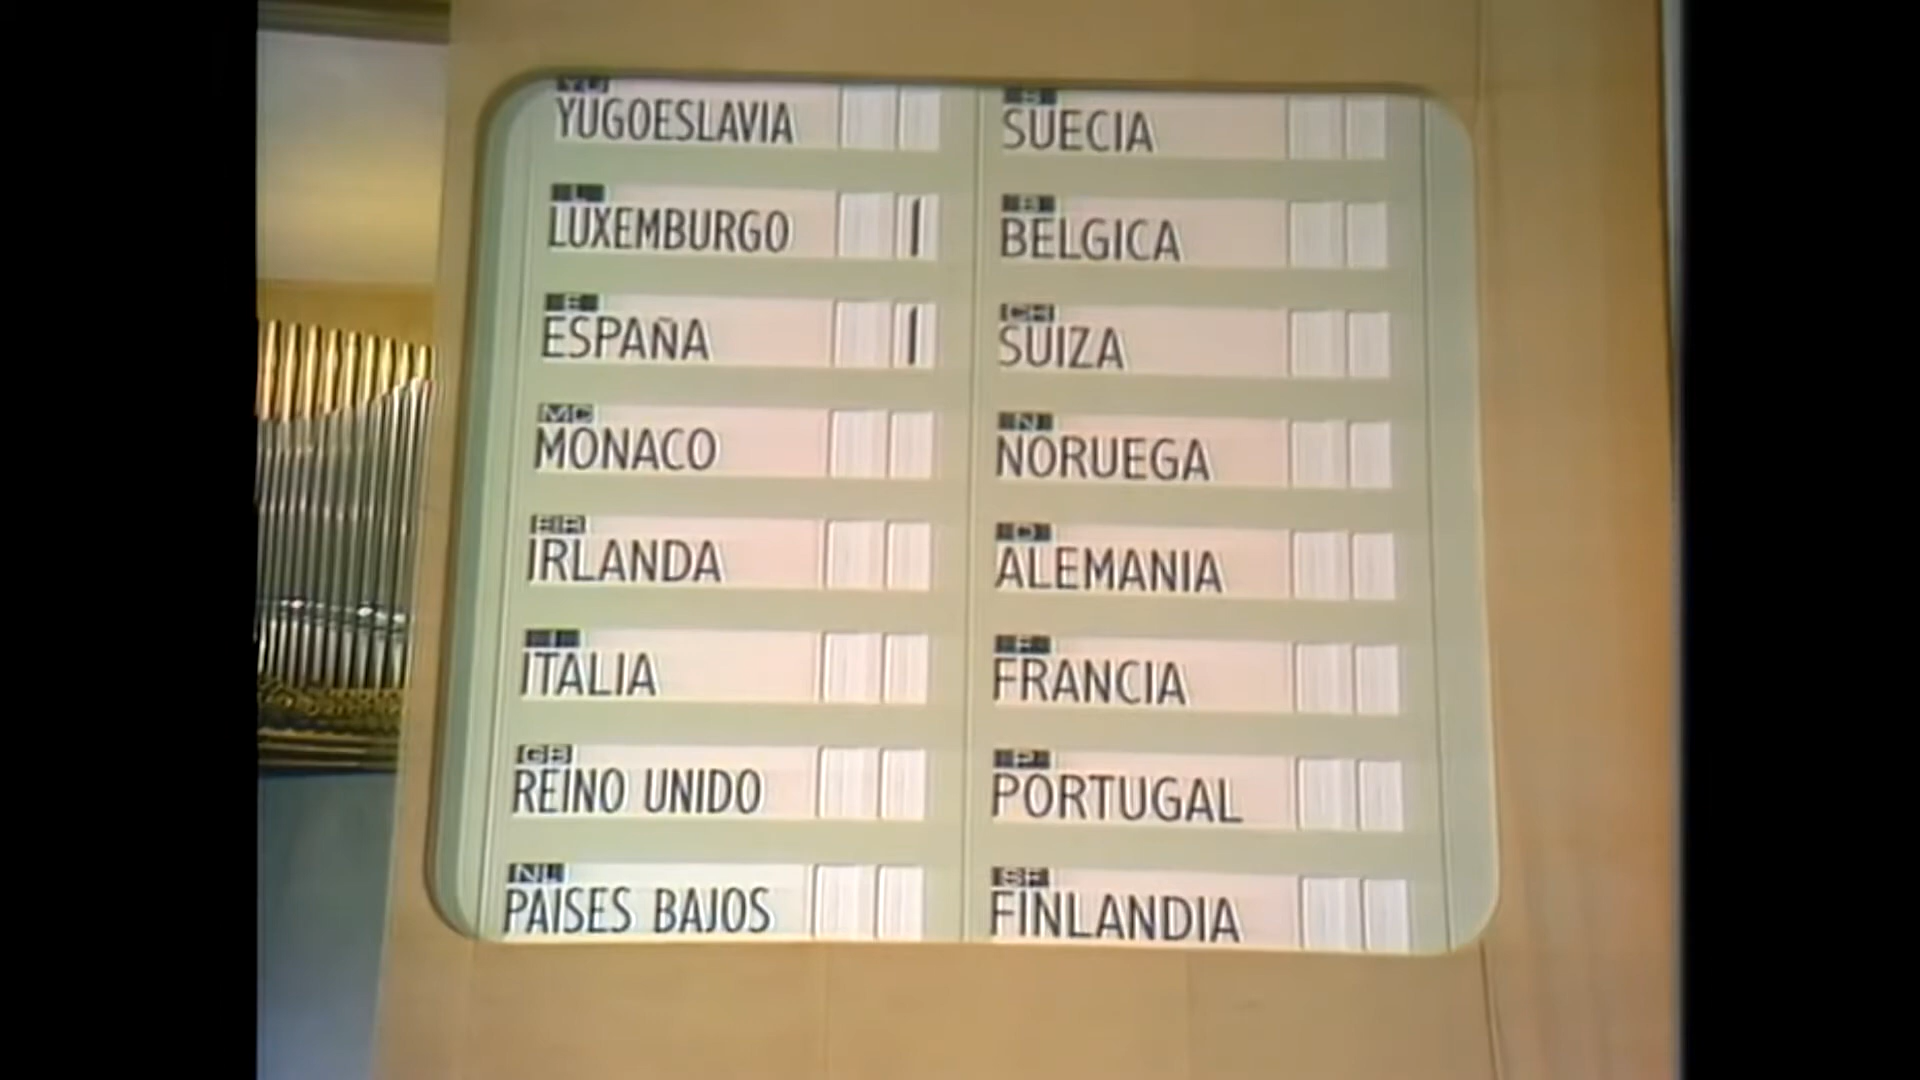 YU
YUGOESLAVIA
L
LUXEMBURGO 1
E
ESPAÑA 1
MC
MONACO
EIR
IRLANDA
I
ITALIA
GB
REINO UNIDO
NL
PAISES BAJOS
S
SUECIA
B
BELGICA
CH
SUIZA
N
NORUEGA
D
ALEMANIA
F
FRANCIA
P
PORTUGAL
SF
FINLANDIA